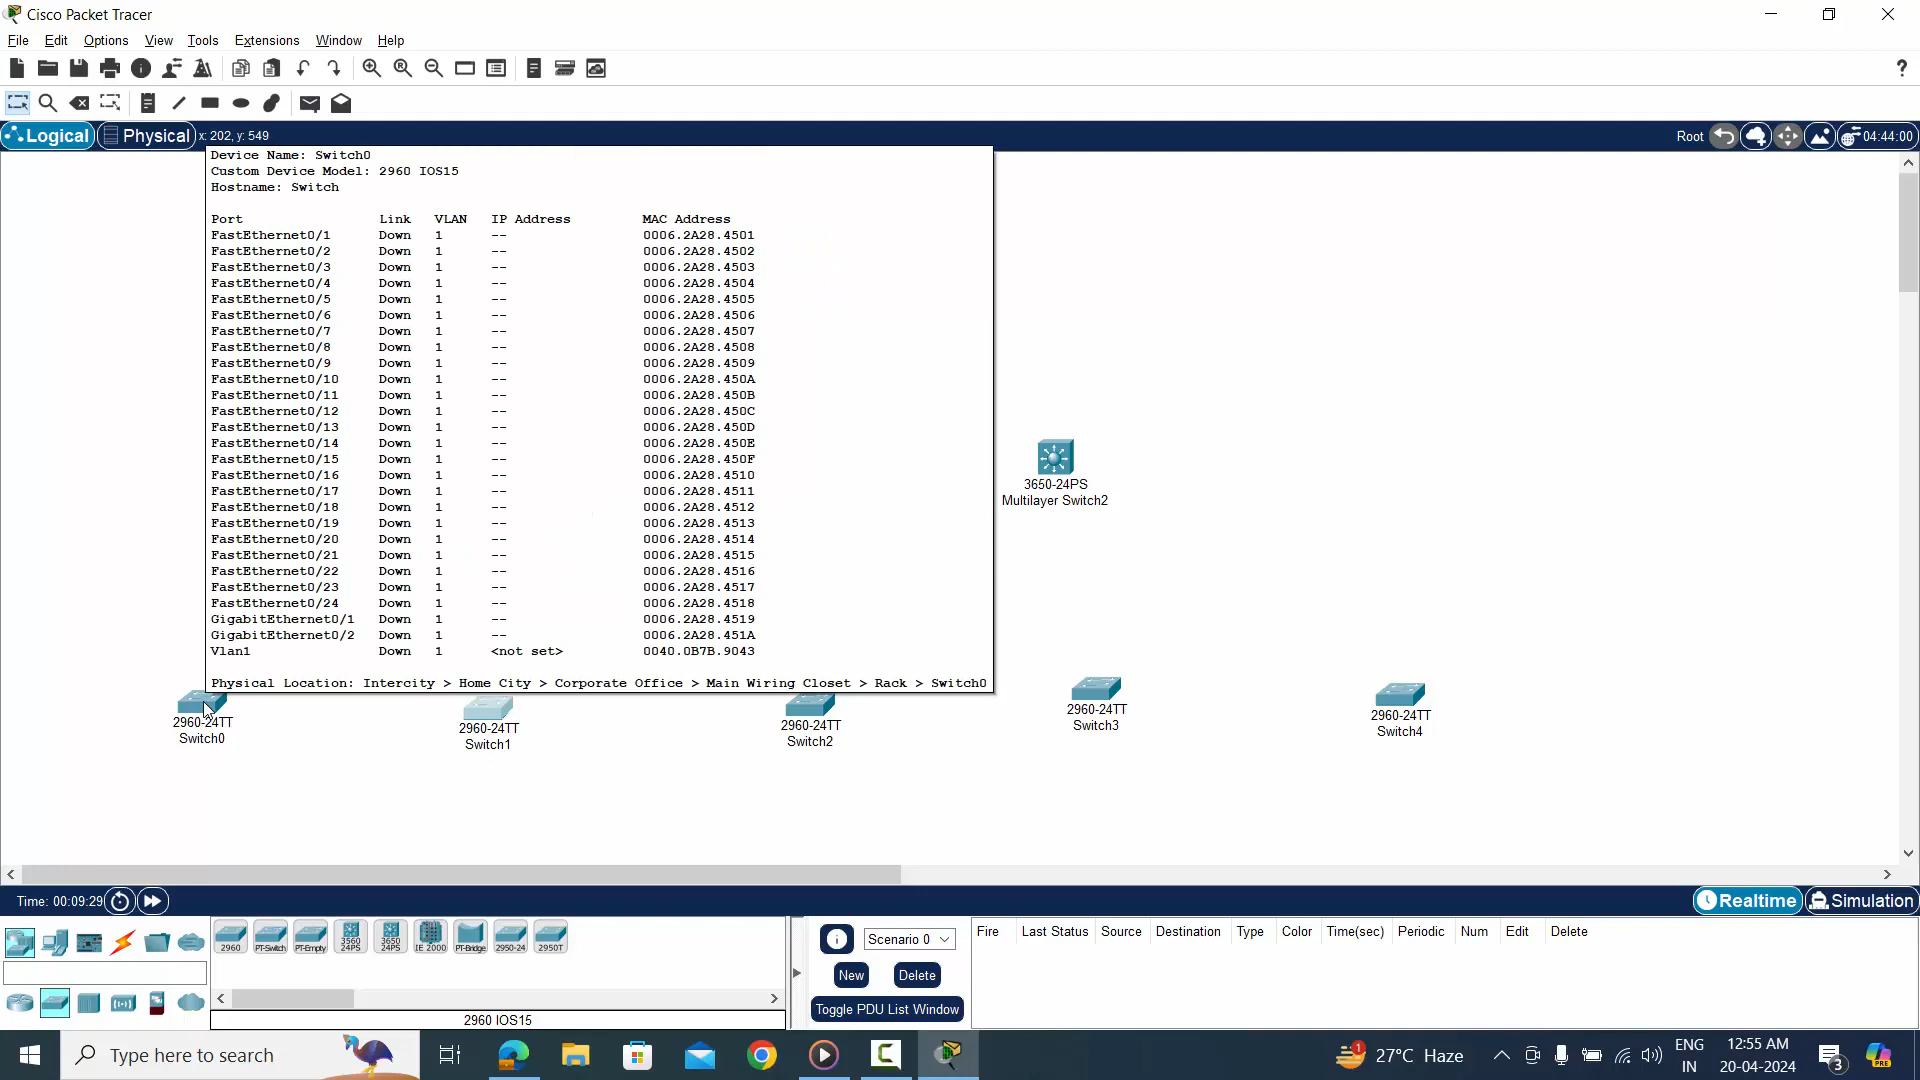 Cisco Packet Tracer
File Edit Options View Tools Extensions Window Help
?
Logical Physical x: 202, y: 549 Root 04:44:00
Device Name: Switch0
Custom Device Model: 2960 IOS15
Hostname: Switch
Port Link VLAN IP Address MAC Address
FastEthernet0/1 Down 1 -- 0006.2A28.4501
FastEthernet0/2 Down 1 -- 0006.2A28.4502
FastEthernet0/3 Down 1 -- 0006.2A28.4503
FastEthernet0/4 Down 1 -- 0006.2A28.4504
FastEthernet0/5 Down 1 -- 0006.2A28.4505
FastEthernet0/6 Down 1 -- 0006.2A28.4506
FastEthernet0/7 Down 1 -- 0006.2A28.4507
FastEthernet0/8 Down 1 -- 0006.2A28.4508
FastEthernet0/9 Down 1 -- 0006.2A28.4509
FastEthernet0/10 Down 1 -- 0006.2A28.450A
FastEthernet0/11 Down 1 -- 0006.2A28.450B
FastEthernet0/12 Down 1 -- 0006.2A28.450C
FastEthernet0/13 Down 1 -- 0006.2A28.450D
FastEthernet0/14 Down 1 -- 0006.2A28.450E
FastEthernet0/15 Down 1 -- 0006.2A28.450F
FastEthernet0/16 Down 1 -- 0006.2A28.4510
FastEthernet0/17 Down 1 -- 0006.2A28.4511
FastEthernet0/18 Down 1 -- 0006.2A28.4512
FastEthernet0/19 Down 1 -- 0006.2A28.4513
FastEthernet0/20 Down 1 -- 0006.2A28.4514
FastEthernet0/21 Down 1 -- 0006.2A28.4515
FastEthernet0/22 Down 1 -- 0006.2A28.4516
FastEthernet0/23 Down 1 -- 0006.2A28.4517
FastEthernet0/24 Down 1 -- 0006.2A28.4518
GigabitEthernet0/1 Down 1 -- 0006.2A28.4519
GigabitEthernet0/2 Down 1 -- 0006.2A28.451A
Vlan1 Down 1 <not set> 0040.0B7B.9043
Physical Location: Intercity > Home City > Corporate Office > Main Wiring Closet > Rack > Switch0
3650-24PS
Multilayer Switch2
2960-24TT
Switch0
2960-24TT
Switch1
2960-24TT
Switch2
2960-24TT
Switch3
2960-24TT
Switch4
Time: 00:09:29 Realtime Simulation
2960 PT-Switch PT-Empty 3560 24PS 3650 24PS IE 2000 PT-Bridge 2950-24 2950T
2960 IOS15
Scenario 0
New Delete
Toggle PDU List Window
Fire Last Status Source Destination Type Color Time(sec) Periodic Num Edit Delete
Type here to search
1
27°C Haze
ENG
IN
12:55 AM
20-04-2024
3
PRE